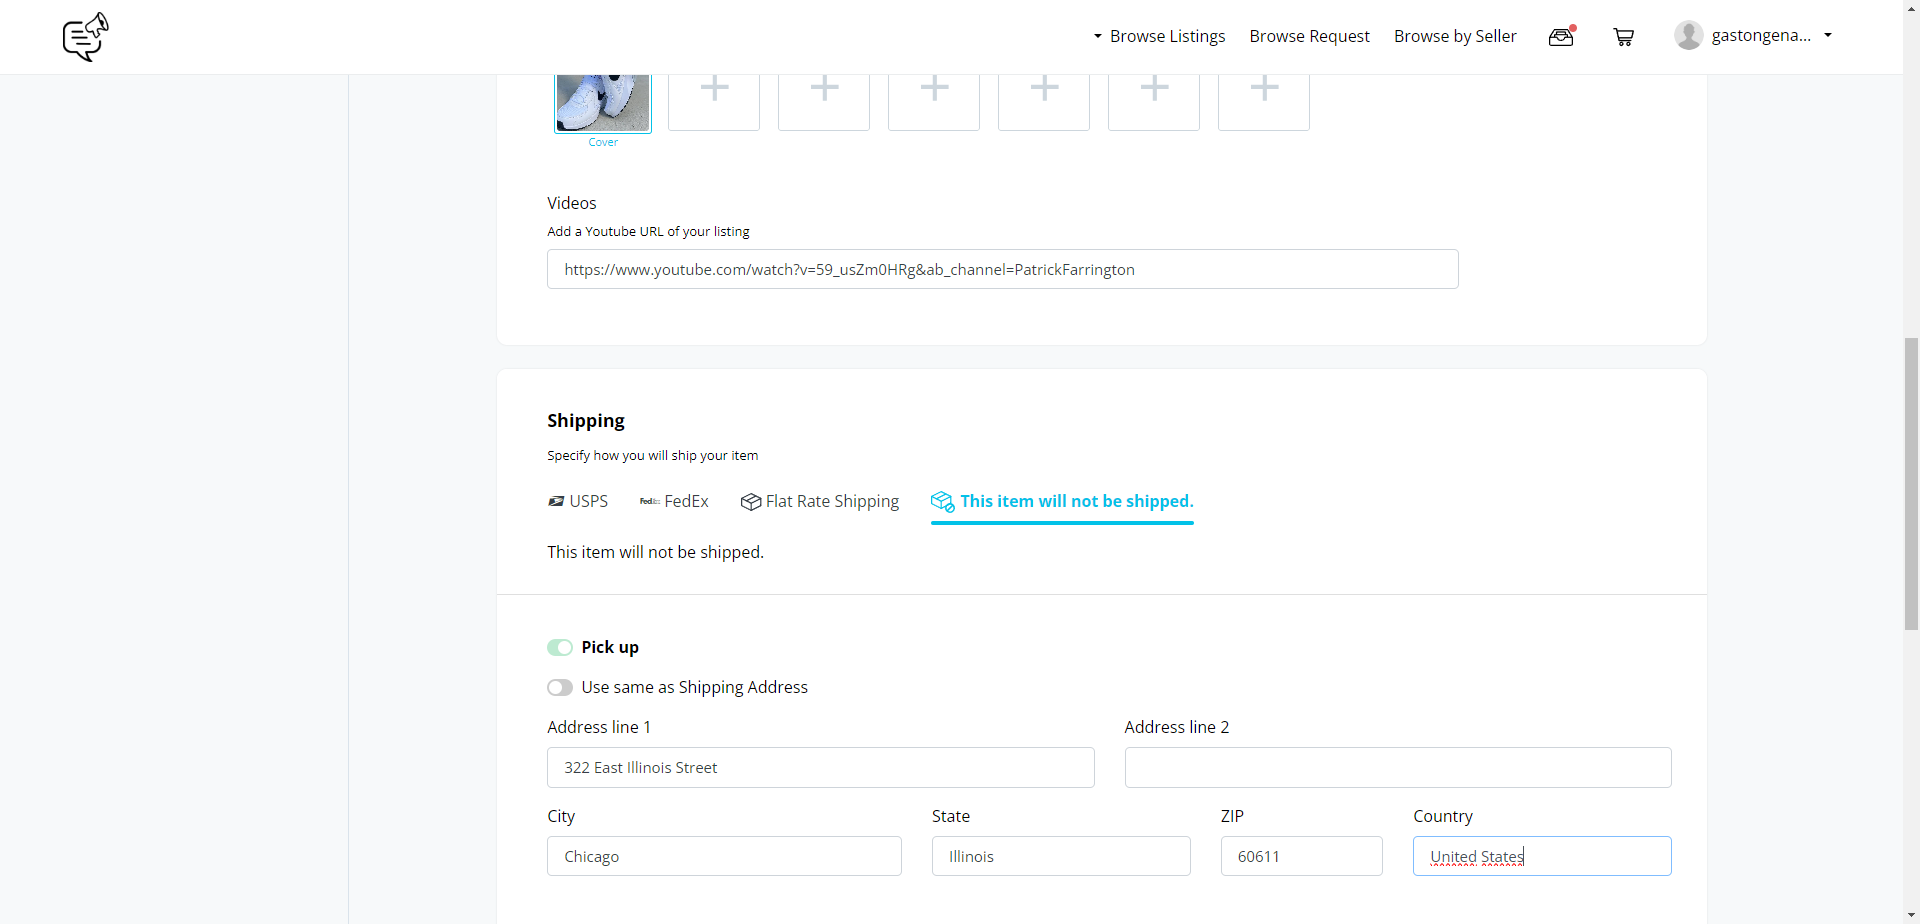 Browse Listings Browse Request Browse by Seller gastongena...
Cover
Videos
Add a Youtube URL of your listing
https://www.youtube.com/watch?v=59_usZm0HRg&ab_channel=PatrickFarrington
Shipping
Specify how you will ship your item
USPS FedEx FedEx Flat Rate Shipping This item will not be shipped.
This item will not be shipped.
Pick up
Use same as Shipping Address
Address line 1 Address line 2
322 East Illinois Street
City State ZIP Country
Chicago Illinois 60611 United States